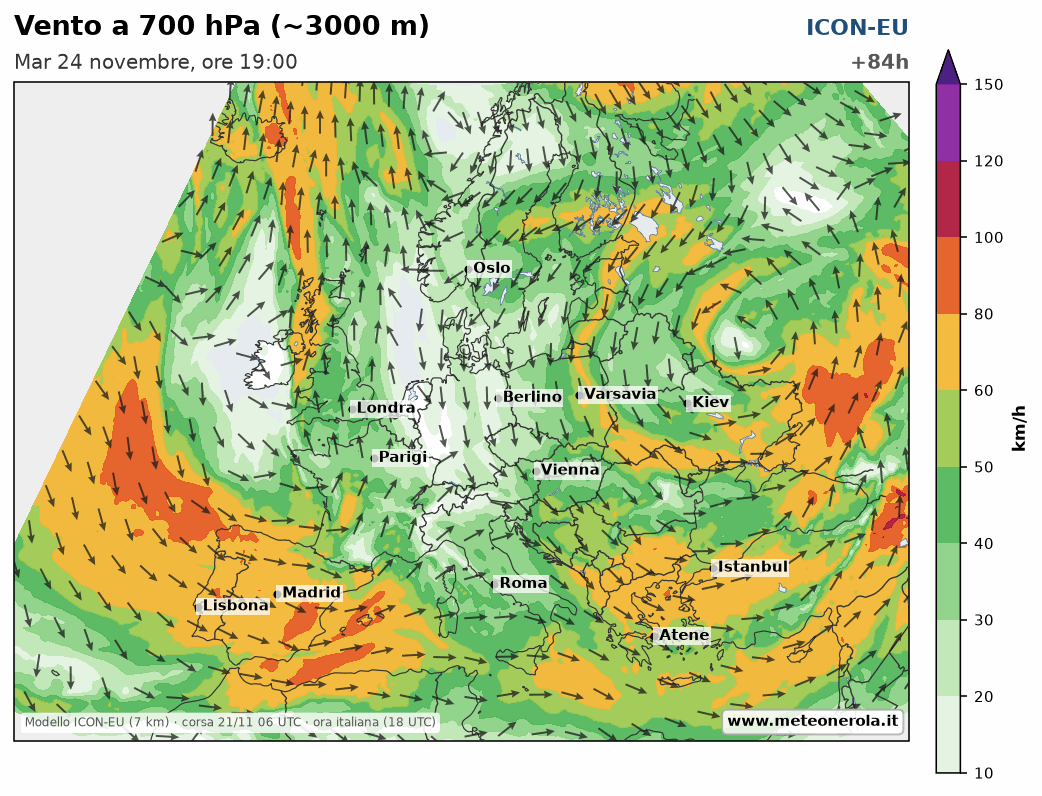 Vento a 700 hPa (~3000 m)
ICON-EU
Mar 24 novembre, ore 19:00
+84h
150
120
100
80
60
50
40
30
20
10
km/h
Oslo
Berlino
Varsavia
Kiev
Londra
Parigi
Vienna
Istanbul
Roma
Madrid
Lisbona
Atene
Modello ICON-EU (7 km) · corsa 21/11 06 UTC · ora italiana (18 UTC)
www.meteonerola.it